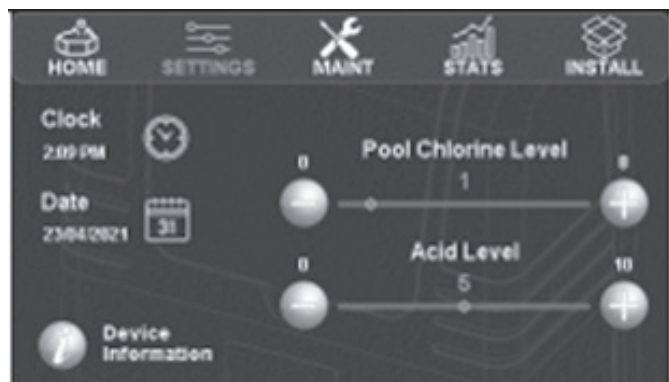 HOME SETTINGS MAINT STATS INSTALL
Clock
2:09 PM
Date
23/04/2021
31
Pool Chlorine Level
0 8
1
Acid Level
0 10
5
Device
Information